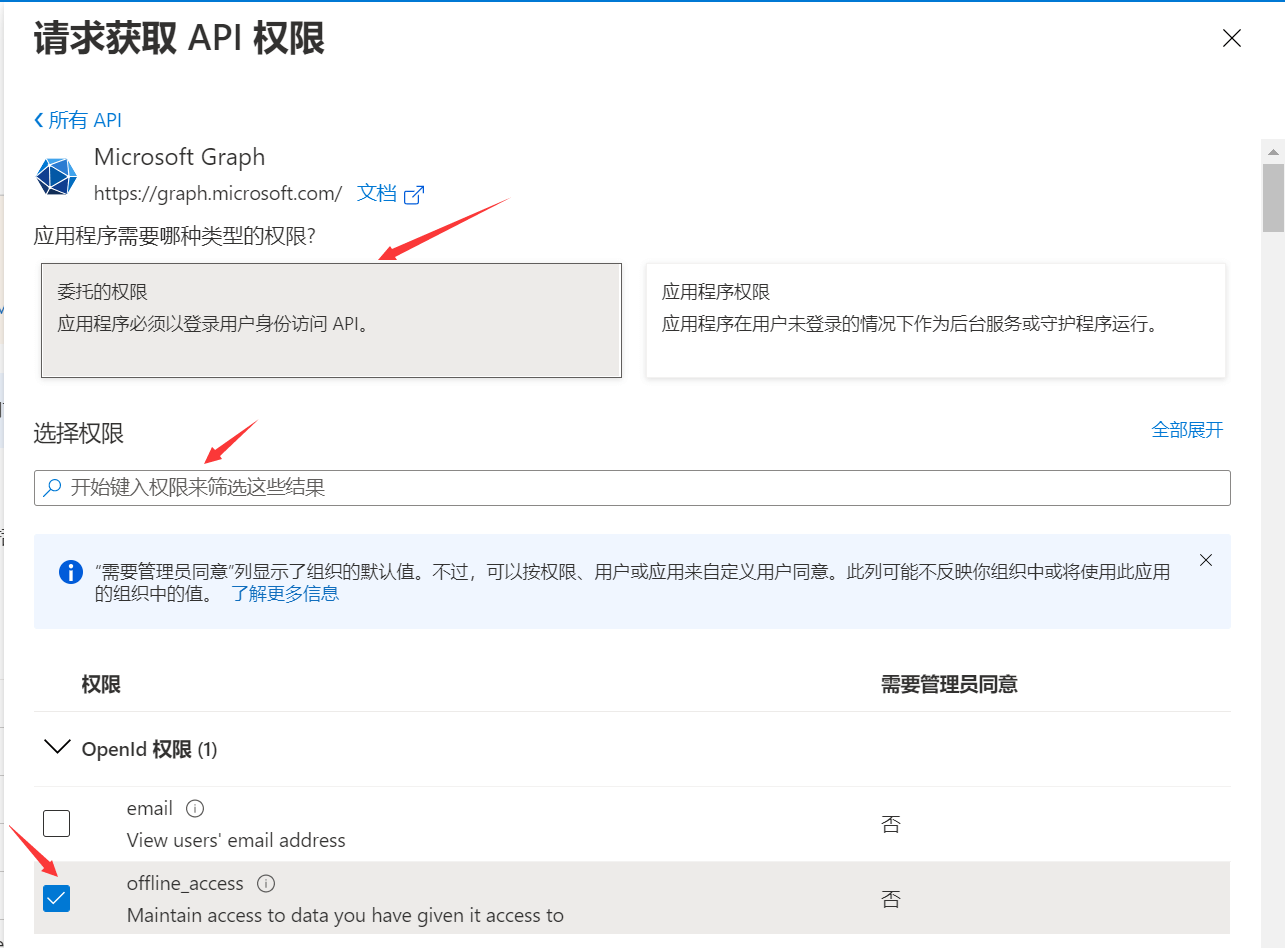 请求获取 API 权限
所有 API
Microsoft Graph
https://graph.microsoft.com/ 文档
应用程序需要哪种类型的权限?
委托的权限
应用程序必须以登录用户身份访问 API。
应用程序权限
应用程序在用户未登录的情况下作为后台服务或守护程序运行。
选择权限
全部展开
开始键入权限来筛选这些结果
“需要管理员同意”列显示了组织的默认值。不过，可以按权限、用户或应用来自定义用户同意。此列可能不反映你组织中或将使用此应用
的组织中的值。 了解更多信息
权限 需要管理员同意
OpenId 权限 (1)
email
View users' email address
否
offline_access
Maintain access to data you have given it access to
否